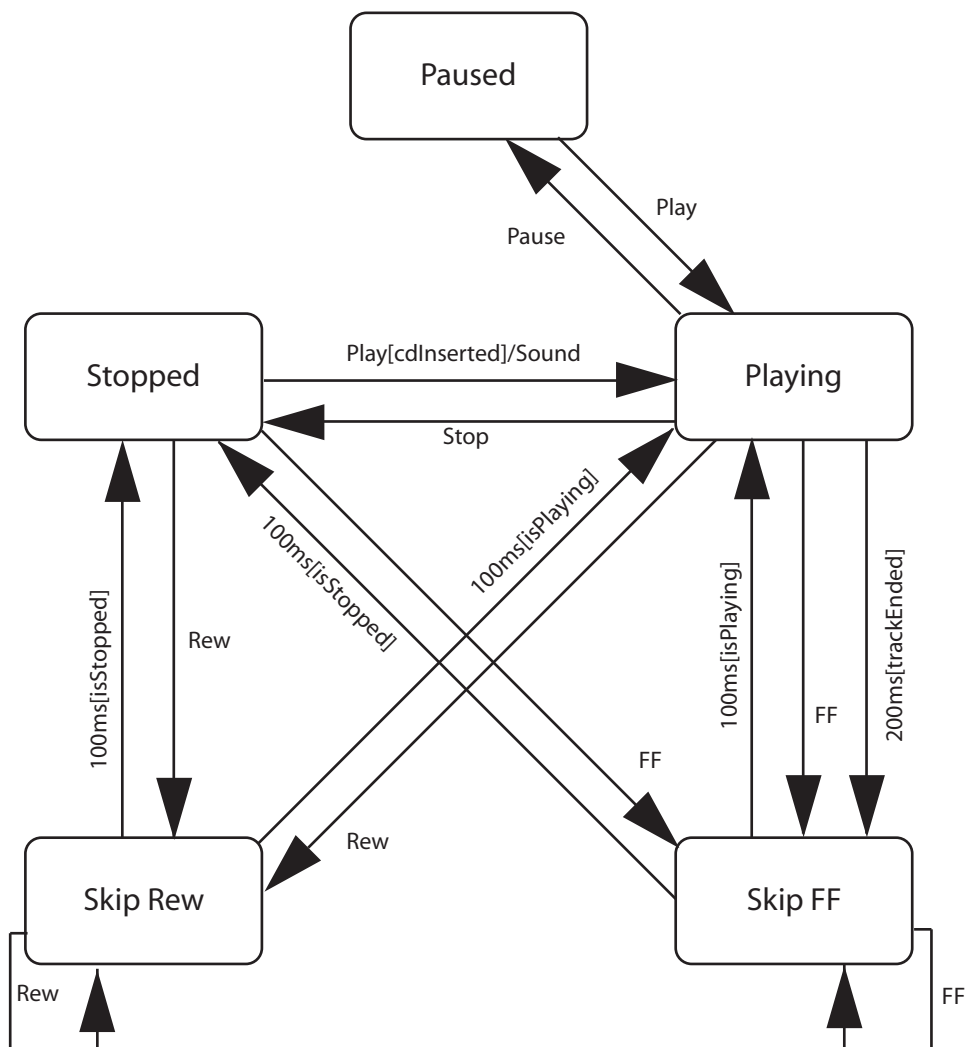 Paused
Play
Pause
Stopped
Play[cdInserted]/Sound
Playing
Stop
100ms[isStopped]
Rew
100ms[isStopped]
100ms[isPlaying]
100ms[isPlaying]
FF
200ms[trackEnded]
FF
Rew
Skip Rew
Skip FF
Rew
FF